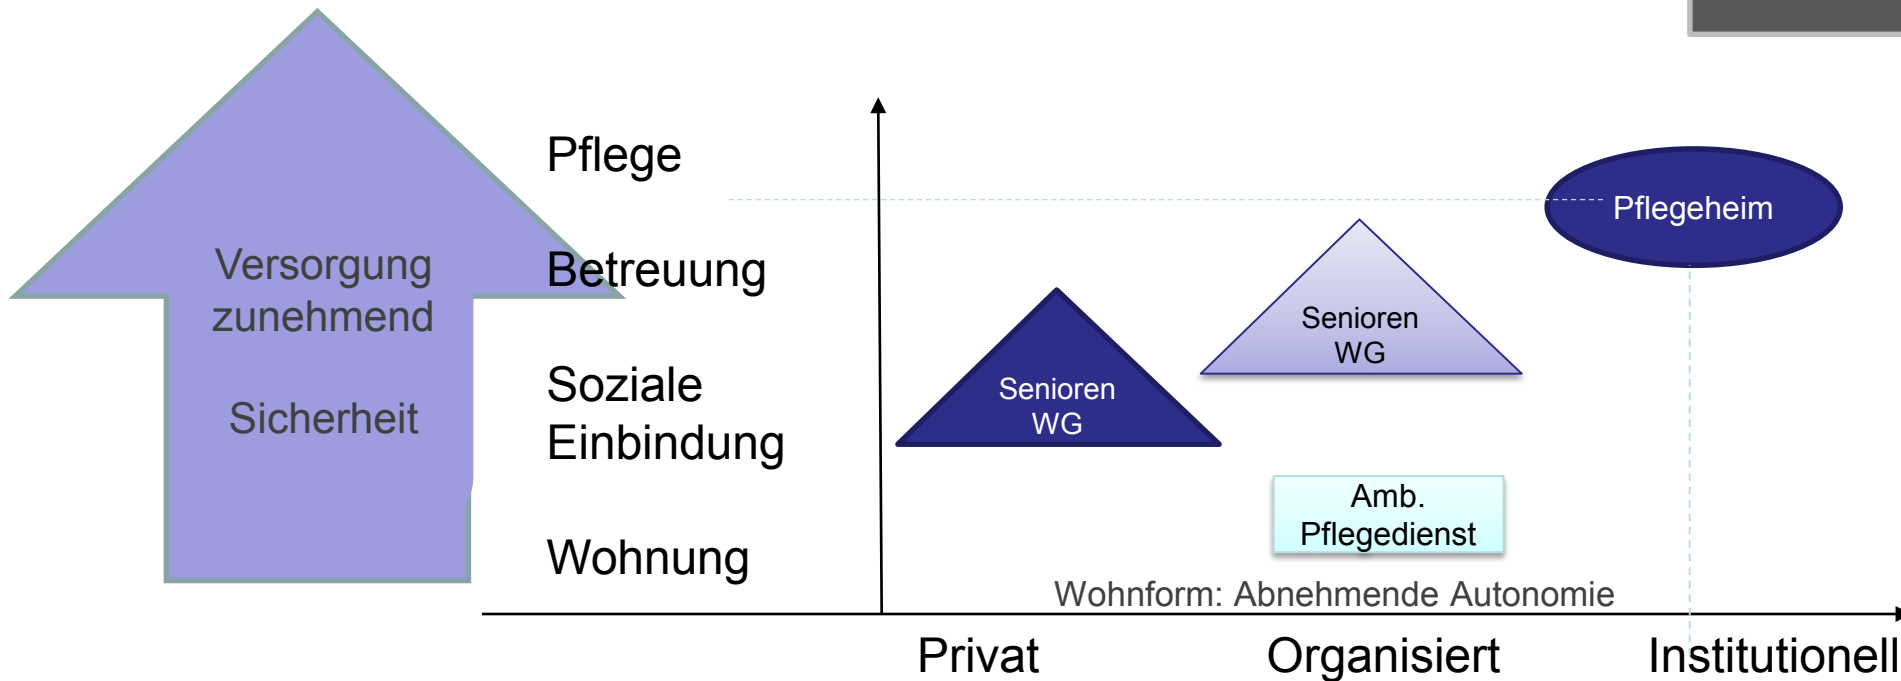 Versorgung
zunehmend
Sicherheit
Pflege
Betreuung
Soziale
Einbindung
Wohnung
Pflegeheim
Senioren
WG
Senioren
WG
Amb.
Pflegedienst
Wohnform: Abnehmende Autonomie
Privat
Organisiert
Institutionell